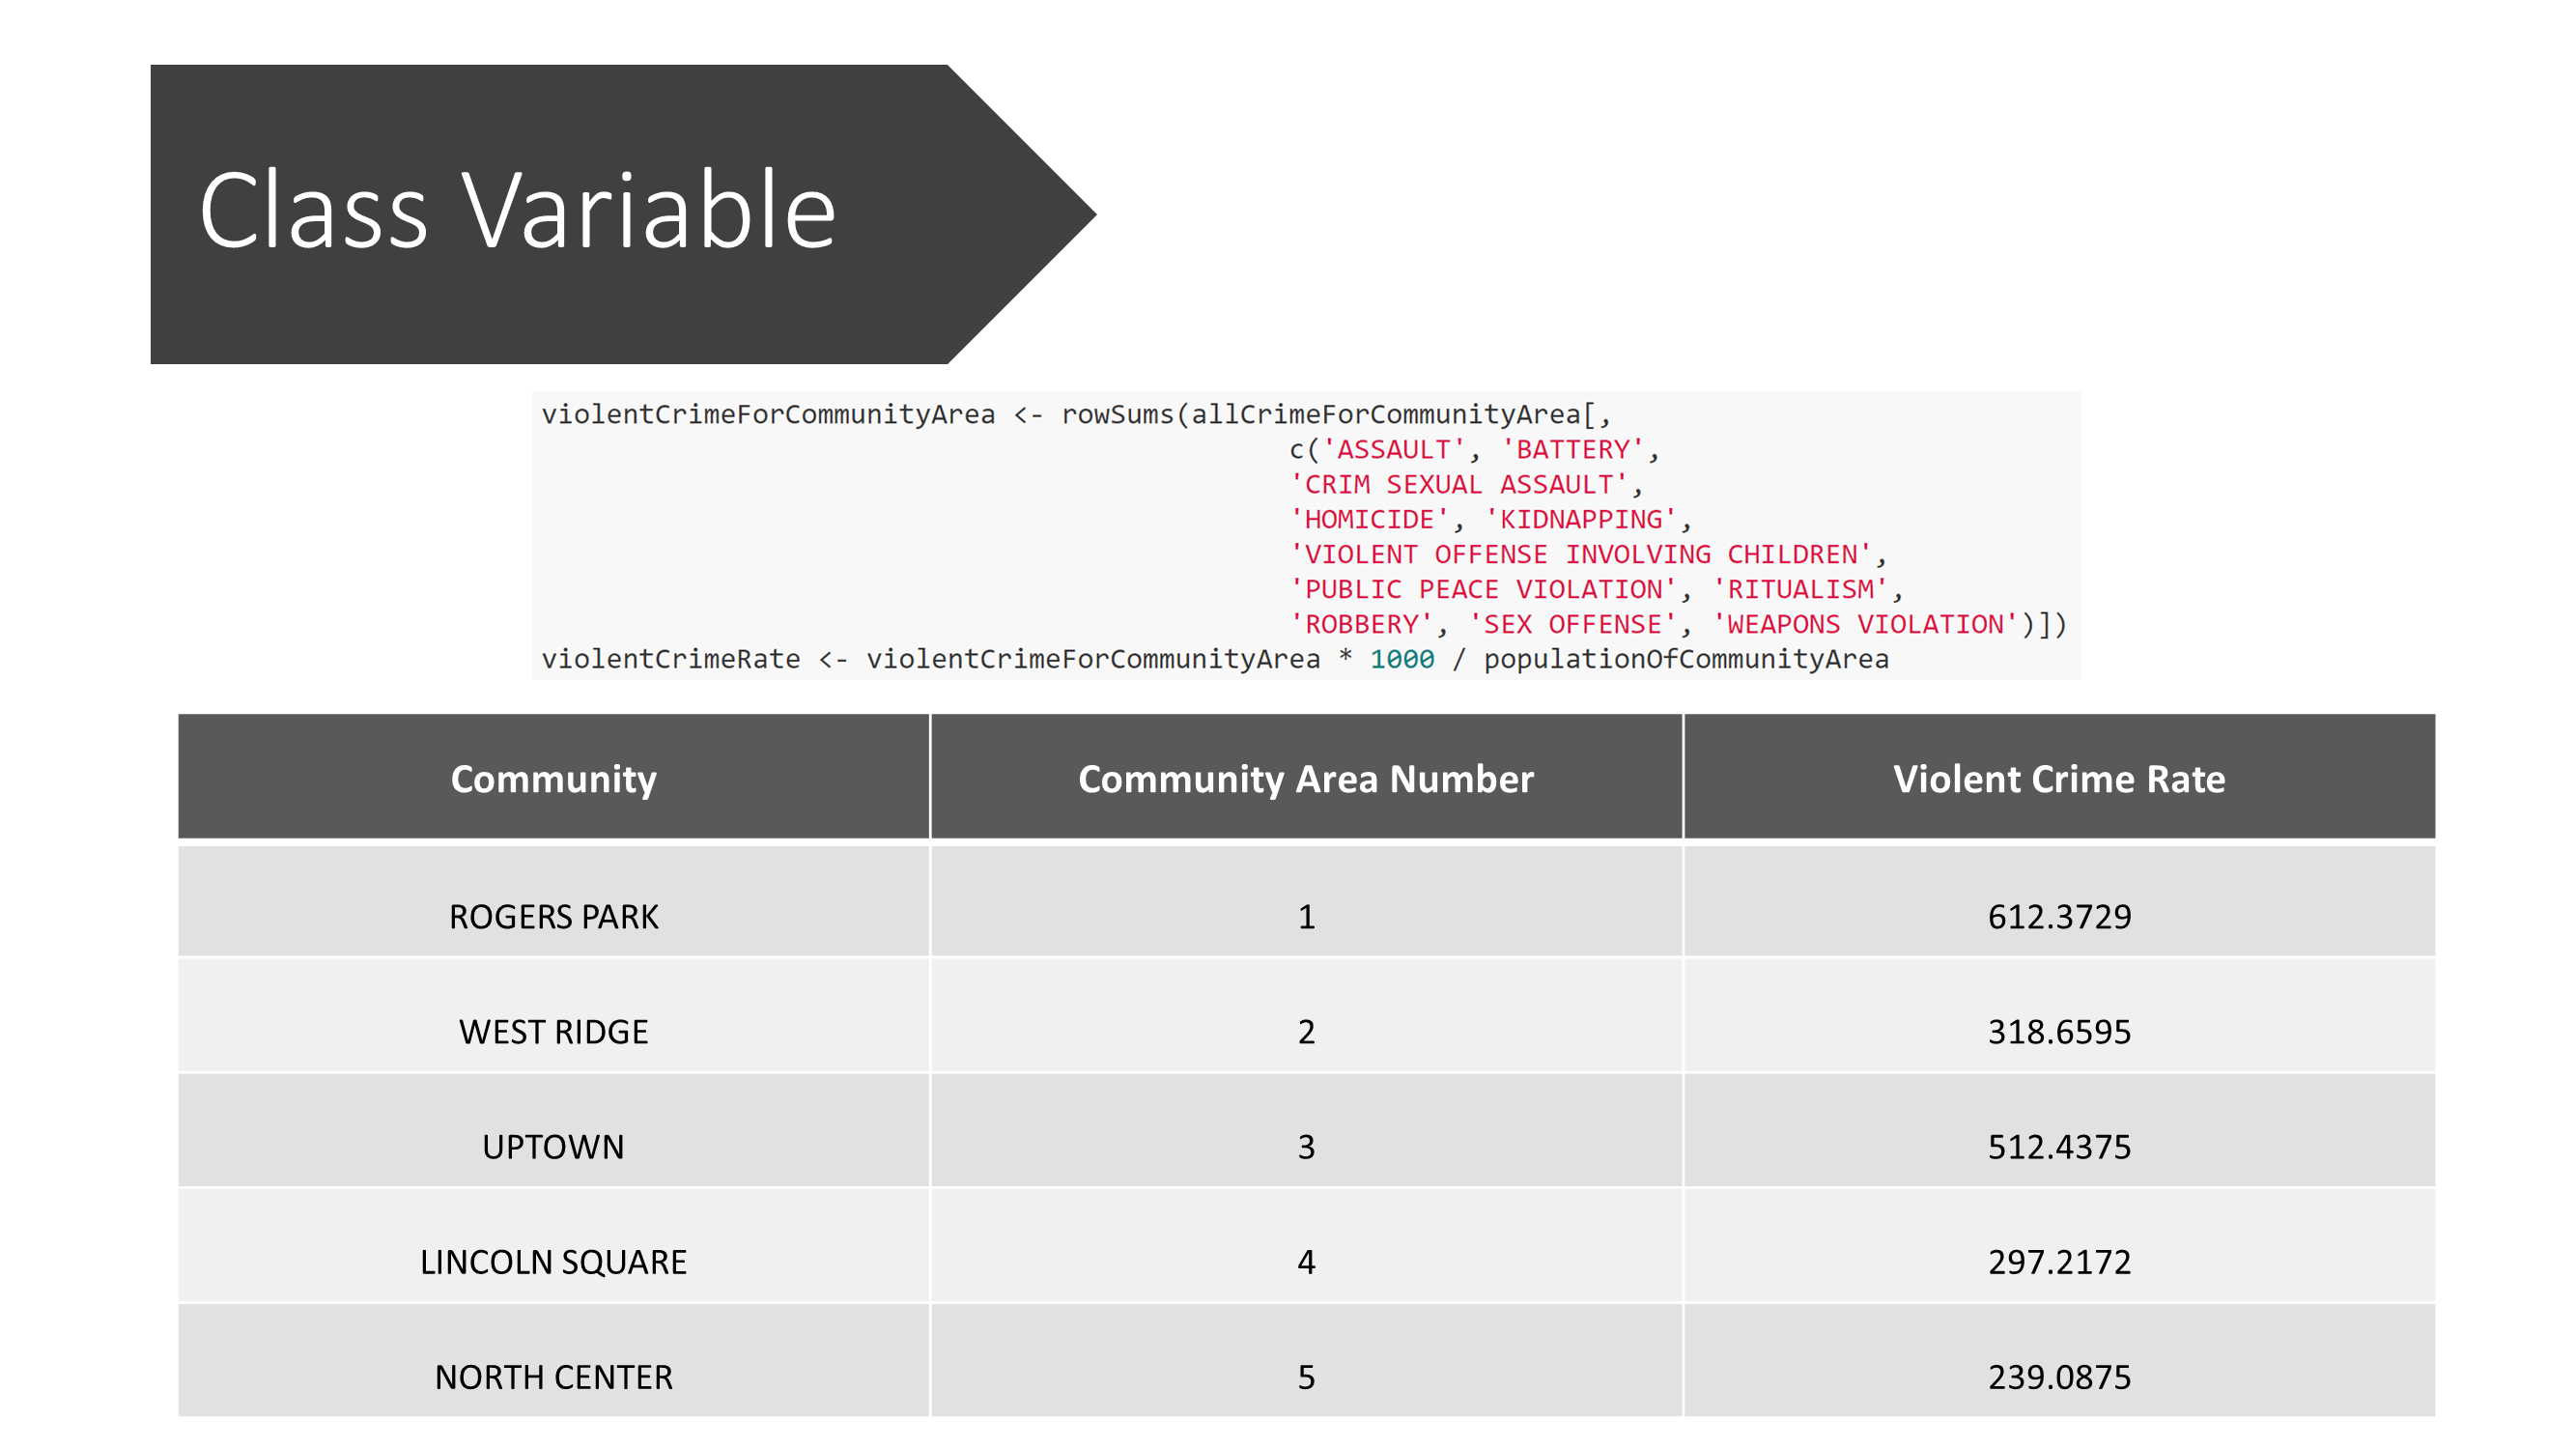 Class Variable
violentCrimeForCommunityArea <- rowSums(allCrimeForCommunityArea[,
c('ASSAULT', 'BATTERY',
'CRIM SEXUAL ASSAULT',
'HOMICIDE', 'KIDNAPPING',
'VIOLENT OFFENSE INVOLVING CHILDREN',
'PUBLIC PEACE VIOLATION', 'RITUALISM',
'ROBBERY', 'SEX OFFENSE', 'WEAPONS VIOLATION')])
violentCrimeRate <- violentCrimeForCommunityArea * 1000 / populationOfCommunityArea
Community Community Area Number Violent Crime Rate
ROGERS PARK 1 612.3729
WEST RIDGE 2 318.6595
UPTOWN 3 512.4375
LINCOLN SQUARE 4 297.2172
NORTH CENTER 5 239.0875